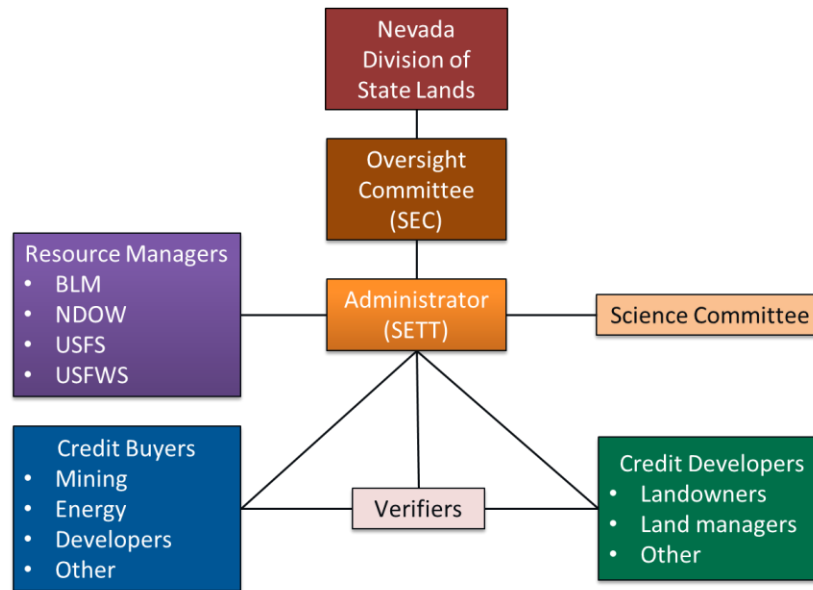 Nevada
Division of
State Lands
Oversight
Committee
(SEC)
Resource Managers
• BLM
• NDOW
• USFS
• USFWS
Administrator
(SETT)
Science Committee
Credit Buyers
• Mining
• Energy
• Developers
• Other
Verifiers
Credit Developers
• Landowners
• Land managers
• Other